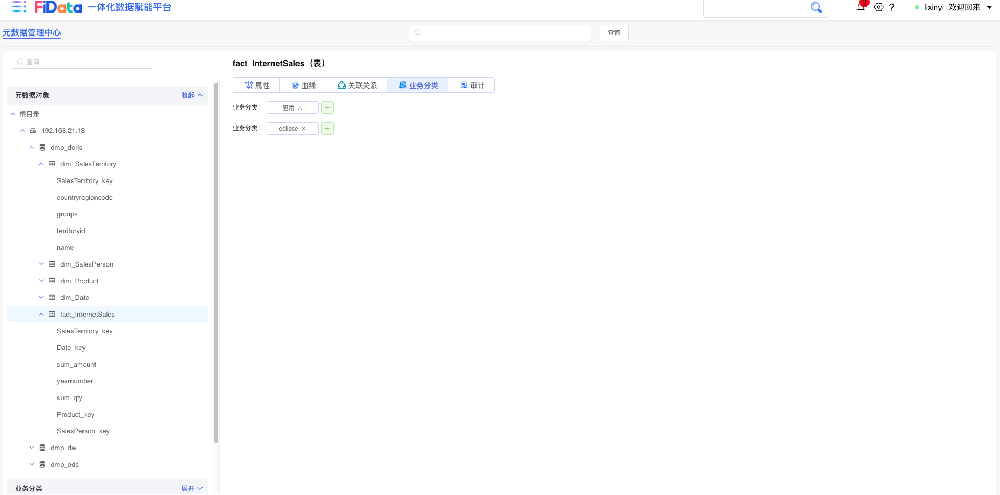 FiData 一体化数据赋能平台
0
?
lixinyi 欢迎回来
元数据管理中心
查询
查询
元数据对象 收起
根目录
192.168.21.13
dmp_doris
dim_SalesTerritory
SalesTerritory_key
countryregioncode
groups
territoryid
name
dim_SalesPerson
dim_Product
dim_Date
fact_InternetSales
SalesTerritory_key
Date_key
sum_amount
yearnumber
sum_qty
Product_key
SalesPerson_key
dmp_dw
dmp_ods
业务分类 展开
fact_InternetSales（表）
属性 血缘 关联关系 业务分类 审计
业务分类： 应用 × +
业务分类： eclipse × +